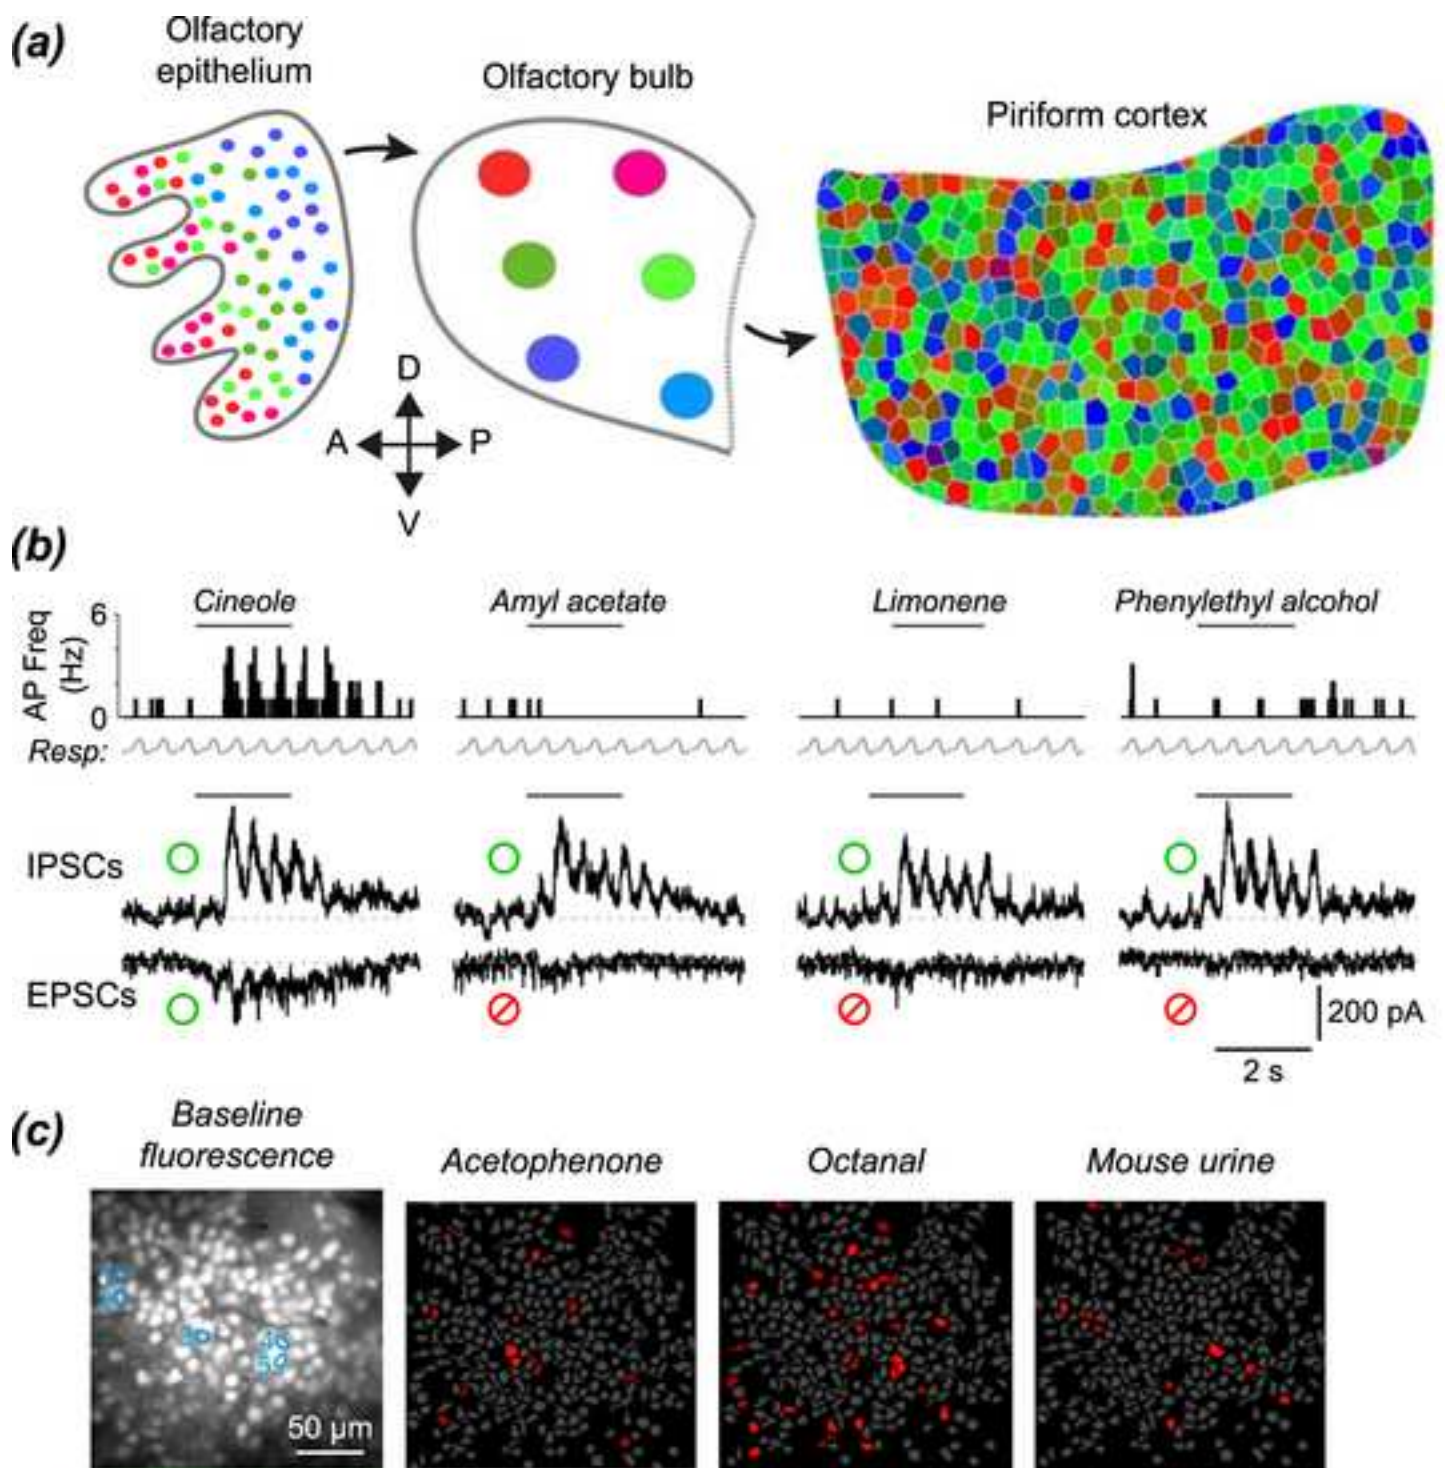 (a)
Olfactory
epithelium
Olfactory bulb
Piriform cortex
D
A
P
V
(b)
Cineole
Amyl acetate
Limonene
Phenylethyl alcohol
AP Freq
(Hz)
6
0
Resp:
IPSCs
EPSCs
200 pA
2 s
(c)
Baseline
fluorescence
Acetophenone
Octanal
Mouse urine
50 µm